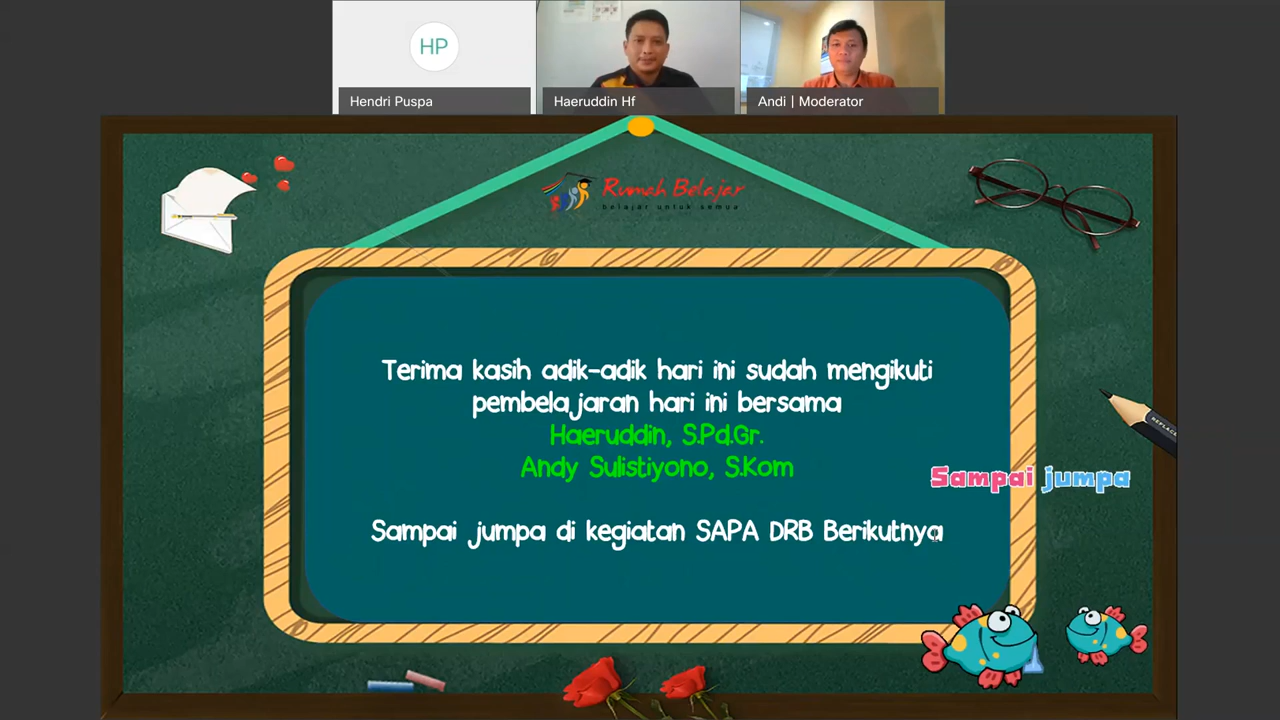 HP
Hendri Puspa
Haeruddin Hf
Andi | Moderator
Rumah Belajar
belajar untuk semua
Terima kasih adik-adik hari ini sudah mengikuti
pembelajaran hari ini bersama
Haeruddin, S.Pd.Gr.
Andy Sulistiyono, S.Kom
Sampai jumpa
Sampai jumpa di kegiatan SAPA DRB Berikutnya